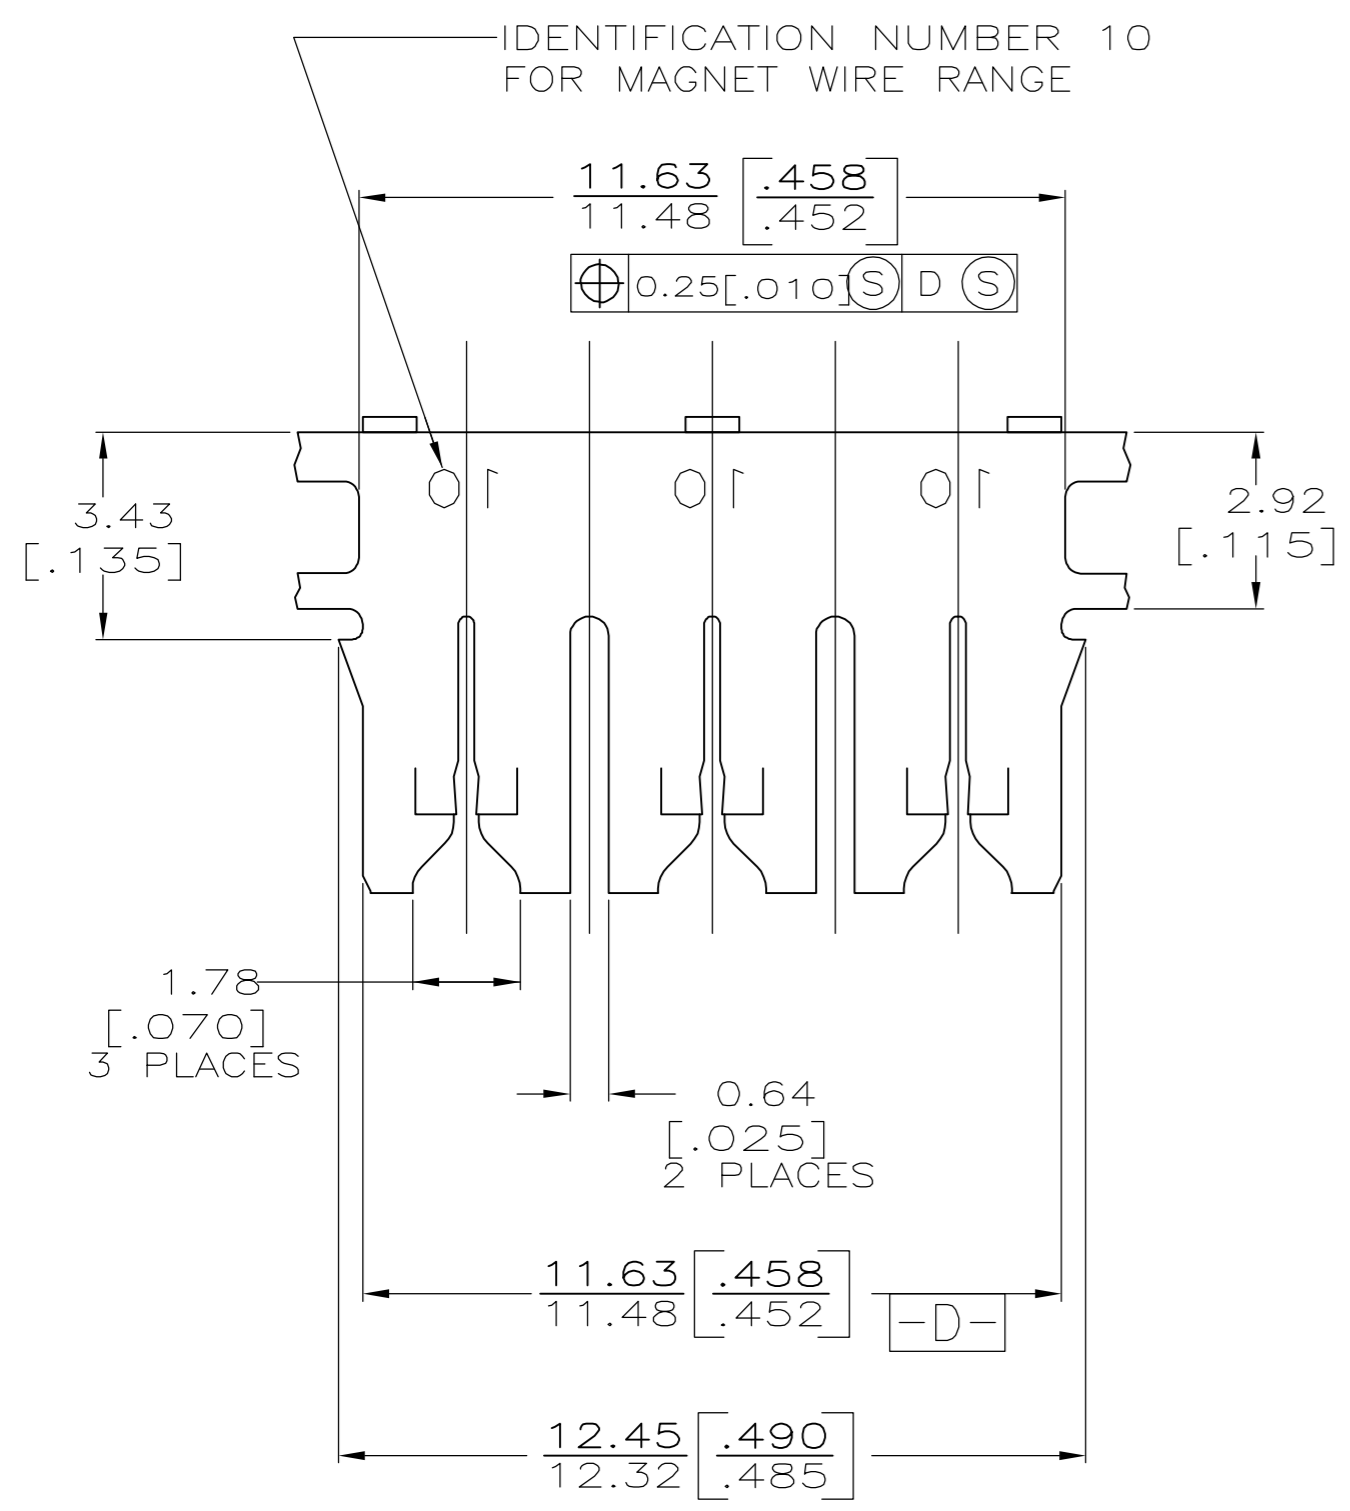 IDENTIFICATION NUMBER 10
FOR MAGNET WIRE RANGE
11.63 [.458]
11.48 [.452]
⌖ 0.25[.010] Ⓢ D Ⓢ
10
10
10
3.43
[.135]
2.92
[.115]
1.78
[.070]
3 PLACES
0.64
[.025]
2 PLACES
11.63 [.458]
11.48 [.452]
-D-
12.45 [.490]
12.32 [.485]